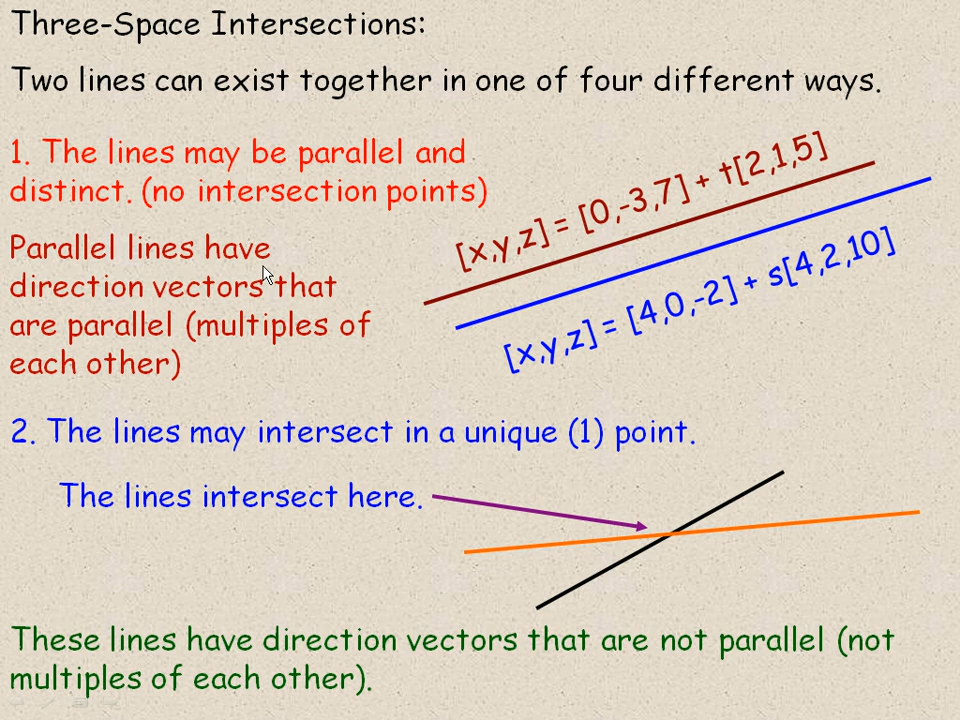 Three-Space Intersections:
Two lines can exist together in one of four different ways.
1. The lines may be parallel and
distinct. (no intersection points)
[x,y,z] = [0,-3,7] + t[2,1,5]
Parallel lines have
direction vectors that
are parallel (multiples of
each other)
[x,y,z] = [4,0,-2] + s[4,2,10]
2. The lines may intersect in a unique (1) point.
The lines intersect here.
These lines have direction vectors that are not parallel (not
multiples of each other).